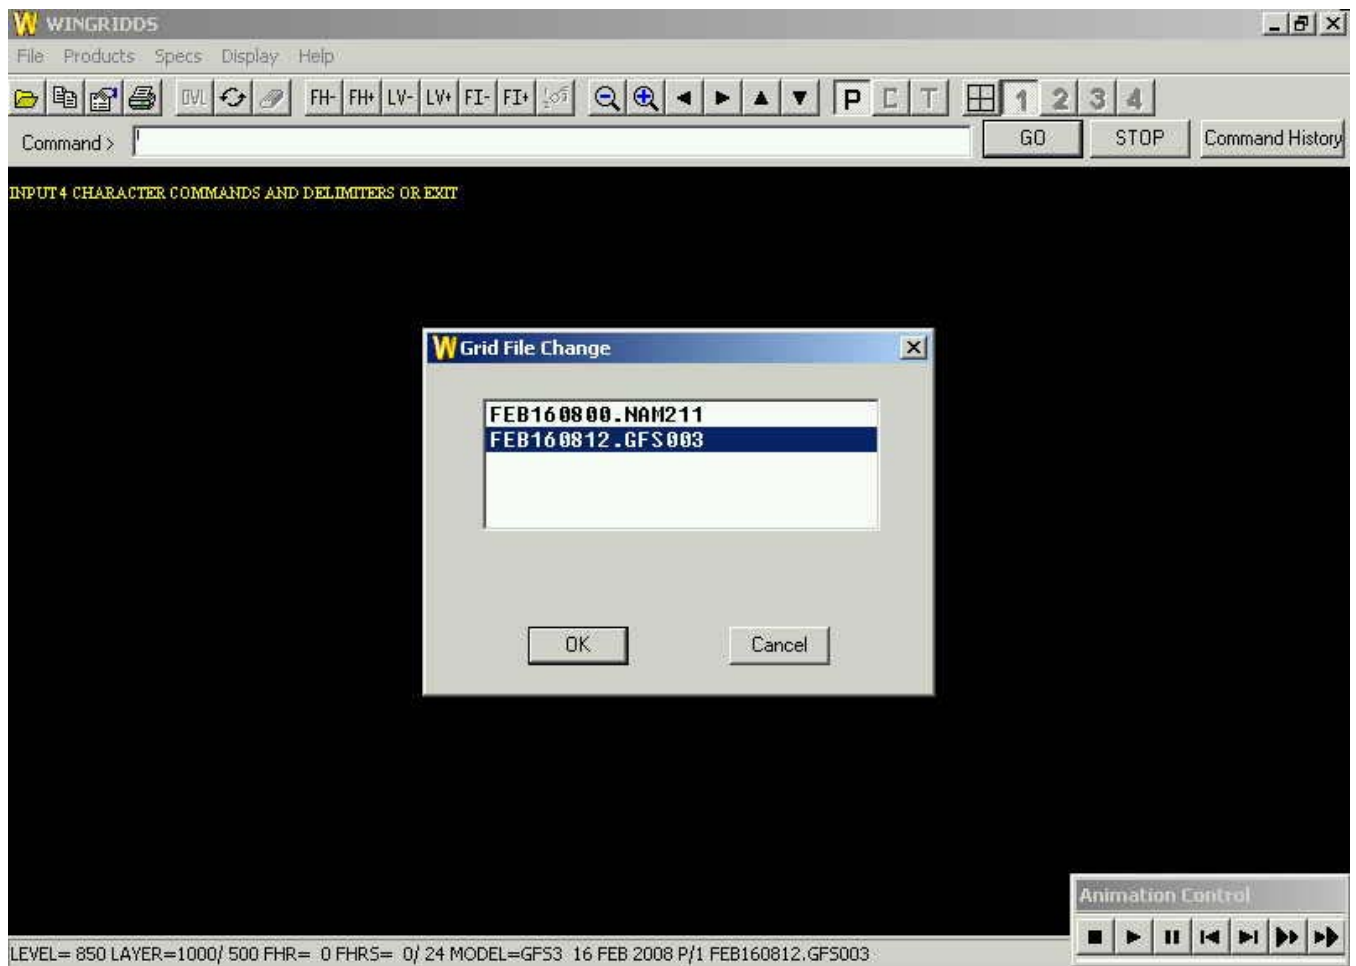 WINGRIDDS
File Products Specs Display Help
OVL FH- FH+ LV- LV+ FI- FI+ P C T 1 2 3 4
Command > GO STOP Command History
INPUT 4 CHARACTER COMMANDS AND DELIMITERS OR EXIT
Grid File Change
FEB160800.NAM211
FEB160812.GFS003
OK Cancel
Animation Control
LEVEL= 850 LAYER=1000/ 500 FHR= 0 FHRS= 0/ 24 MODEL=GFS3 16 FEB 2008 P/1 FEB160812.GFS003